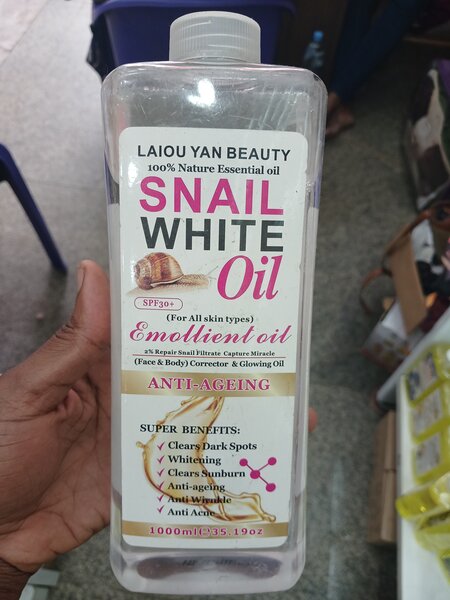 LAIOU YAN BEAUTY
100% Nature Essential oil
SNAIL
WHITE
Oil
SPF30+
(For All skin types)
Emollient oil
2% Repair Snail Filtrate Capture Miracle
(Face & Body) Corrector & Glowing Oil
ANTI-AGEING
SUPER BENEFITS:
✓ Clears Dark Spots
✓ Whitening
✓ Clears Sunburn
✓ Anti-ageing
✓ Anti Wrinkle
✓ Anti Acne
1000ml℮35.19oz